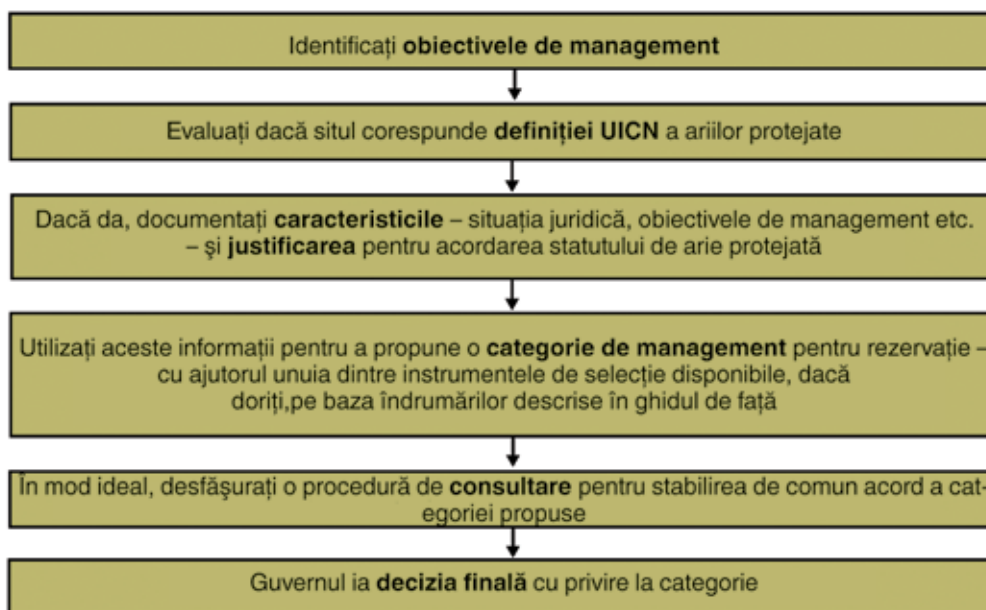 Identificați obiectivele de management
Evaluați dacă situl corespunde definiției UICN a ariilor protejate
Dacă da, documentați caracteristicile – situația juridică, obiectivele de management etc.
– și justificarea pentru acordarea statutului de arie protejată
Utilizați aceste informații pentru a propune o categorie de management pentru rezervație –
cu ajutorul unuia dintre instrumentele de selecție disponibile, dacă
doriți,pe baza îndrumărilor descrise în ghidul de față
În mod ideal, desfăşurați o procedură de consultare pentru stabilirea de comun acord a cat-
egoriei propuse
Guvernul ia decizia finală cu privire la categorie